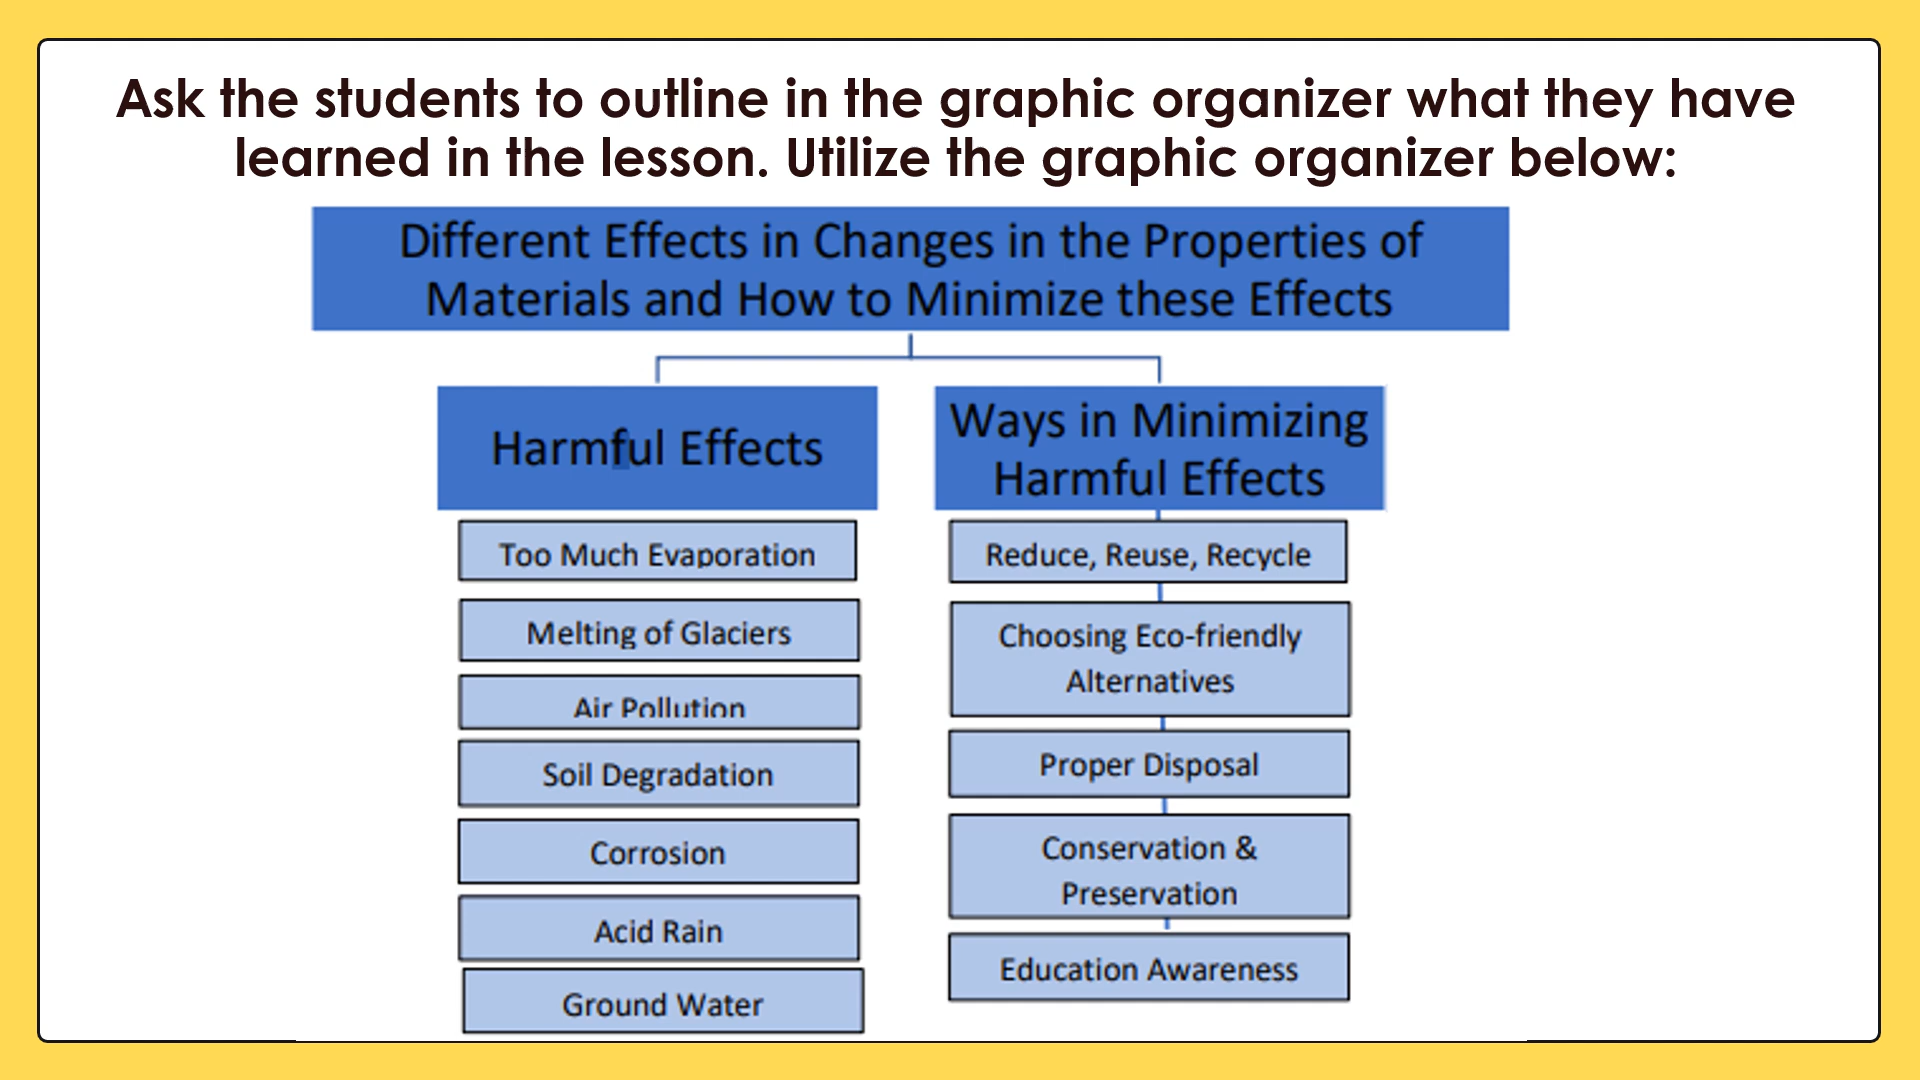 Ask the students to outline in the graphic organizer what they have
learned in the lesson. Utilize the graphic organizer below:
Different Effects in Changes in the Properties of
Materials and How to Minimize these Effects
Harmful Effects
Too Much Evaporation
Melting of Glaciers
Air Pollution
Soil Degradation
Corrosion
Acid Rain
Ground Water
Ways in Minimizing
Harmful Effects
Reduce, Reuse, Recycle
Choosing Eco-friendly
Alternatives
Proper Disposal
Conservation &
Preservation
Education Awareness